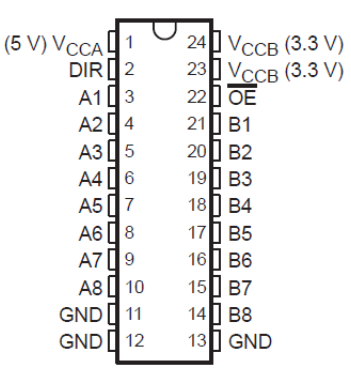 (5 V) VCCA 1 24 VCCB (3.3 V)
DIR 2 23 VCCB (3.3 V)
A1 3 22 O̅E̅
A2 4 21 B1
A3 5 20 B2
A4 6 19 B3
A5 7 18 B4
A6 8 17 B5
A7 9 16 B6
A8 10 15 B7
GND 11 14 B8
GND 12 13 GND